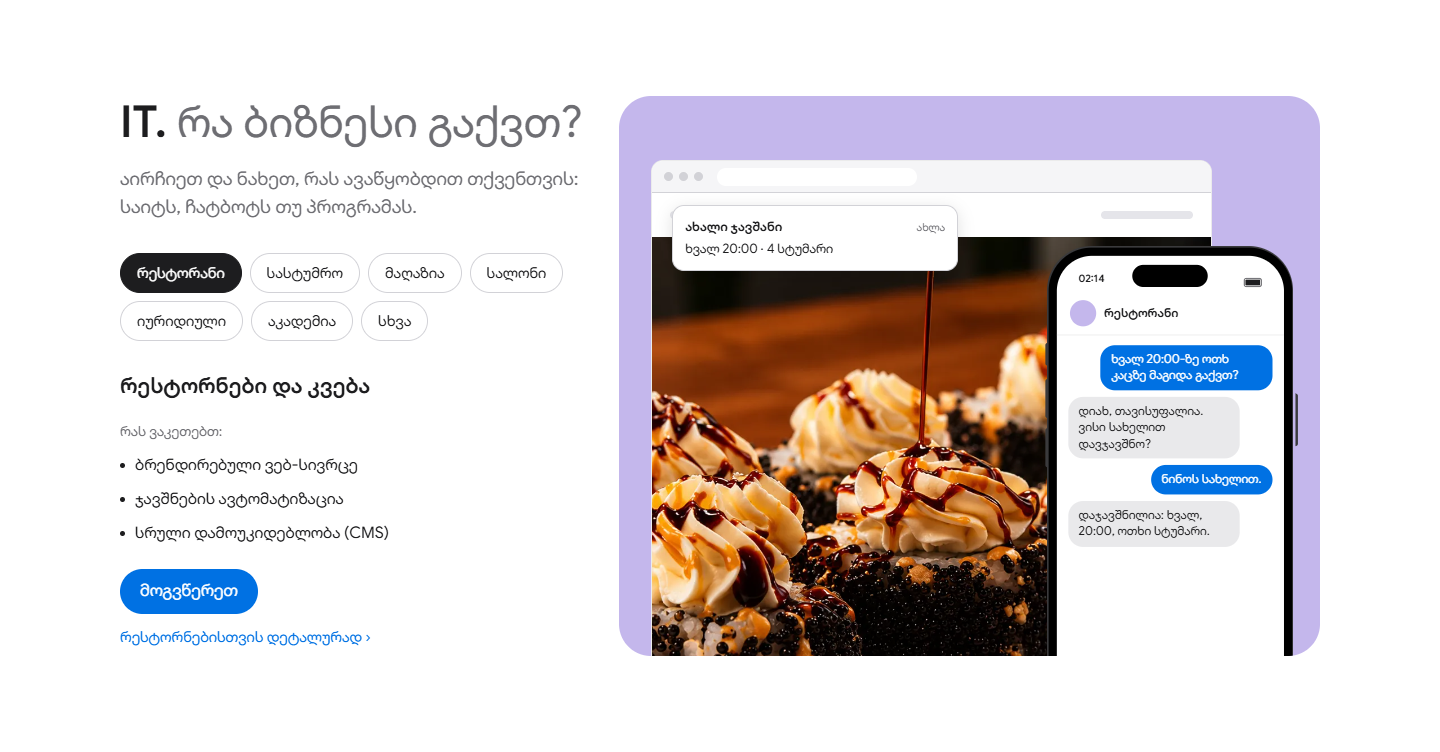 IT. რა ბიზნესი გაქვთ?
აირჩიეთ და ნახეთ, რას ავაწყობდით თქვენთვის:
საიტს, ჩატბოტს თუ პროგრამას.
რესტორანი
სასტუმრო
მაღაზია
სალონი
იურიდიული
აკადემია
სხვა
რესტორნები და კვება
რას ვაკეთებთ:
• ბრენდირებული ვებ-სივრცე
• ჯავშნების ავტომატიზაცია
• სრული დამოუკიდებლობა (CMS)
მოგვწერეთ
რესტორნებისთვის დეტალურად ›
ახალი ჯავშანი
ახლა
ხვალ 20:00 · 4 სტუმარი
02:14
რესტორანი
ხვალ 20:00-ზე ოთხ
კაცზე მაგიდა გაქვთ?
დიახ, თავისუფალია.
ვისი სახელით
დავჯავშნო?
ნინოს სახელით.
დაჯავშნილია: ხვალ,
20:00, ოთხი სტუმარი.